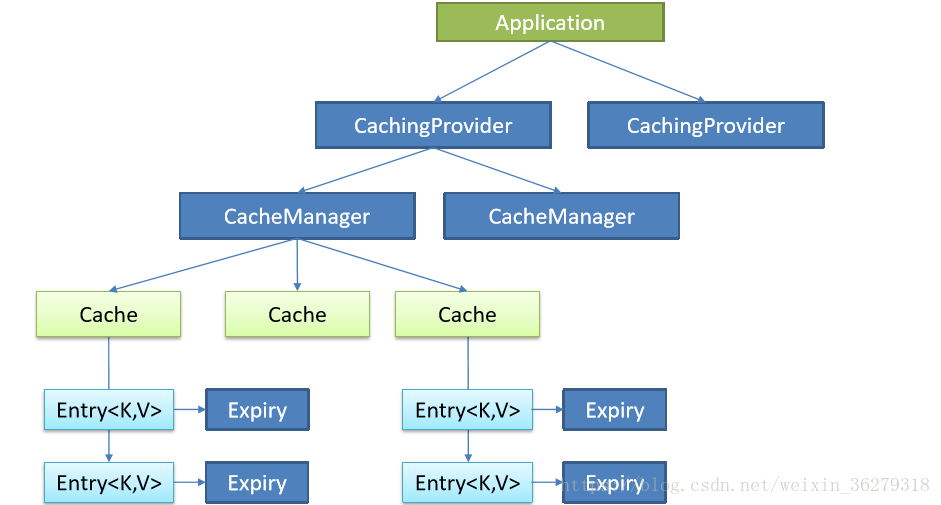 Application
CachingProvider CachingProvider
CacheManager CacheManager
Cache Cache Cache
Entry<K,V> Expiry Entry<K,V> Expiry
Entry<K,V> Expiry Entry<K,V> Expiry
https://blog.csdn.net/weixin_36279318